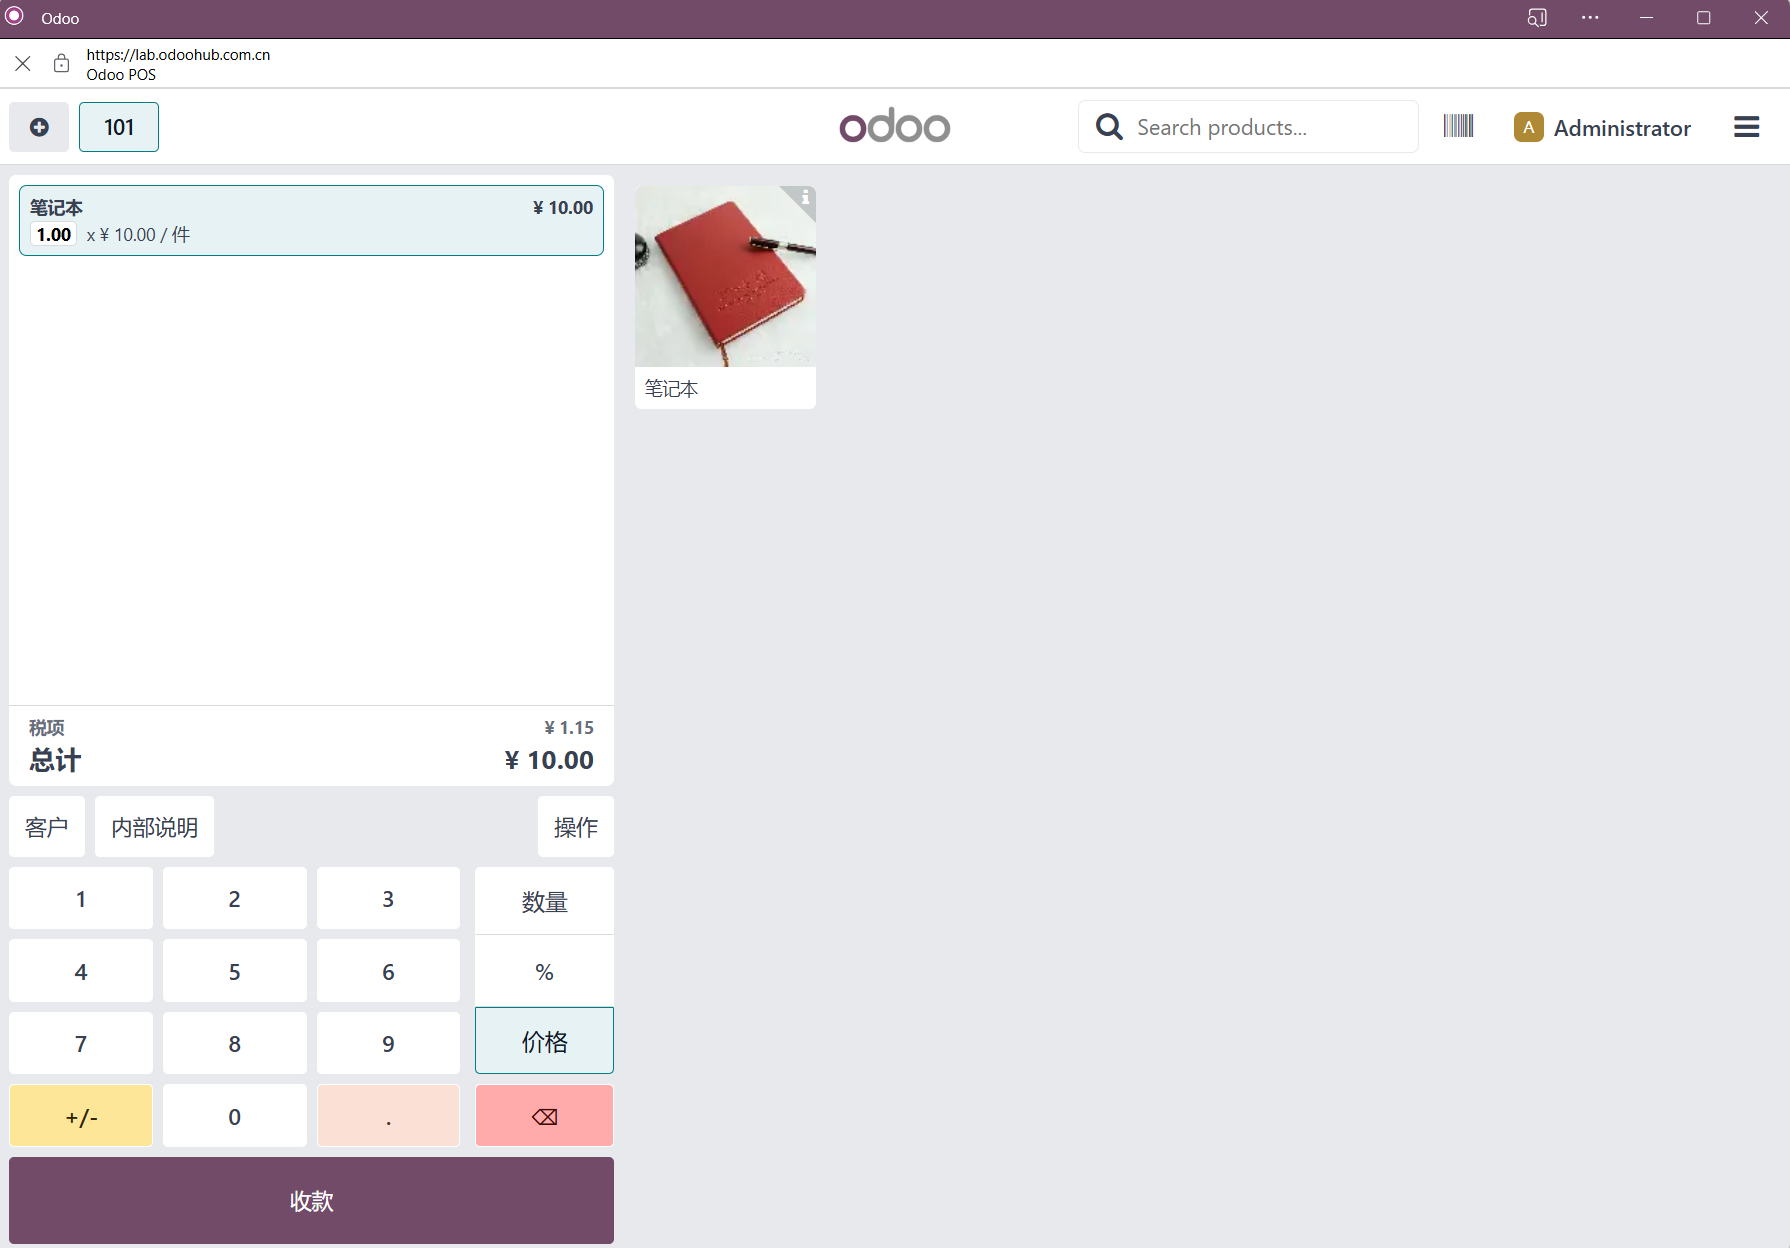 Odoo
https://lab.odoohub.com.cn
Odoo POS
101
odoo
Search products...
A
Administrator
笔记本
¥ 10.00
1.00 x ¥ 10.00 / 件
笔记本
税项
¥ 1.15
总计
¥ 10.00
客户
内部说明
操作
1
2
3
数量
4
5
6
%
7
8
9
价格
+/-
0
.
⌫
收款